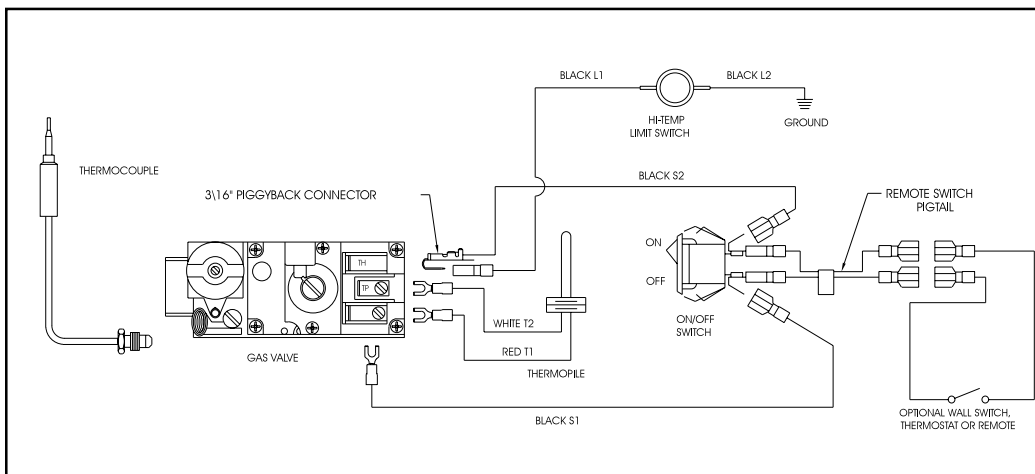 BLACK L1
BLACK L2
HI-TEMP
LIMIT SWITCH
GROUND
THERMOCOUPLE
3\16" PIGGYBACK CONNECTOR
BLACK S2
REMOTE SWITCH
PIGTAIL
ON
OFF
ON/OFF
SWITCH
TH
TP
WHITE T2
RED T1
GAS VALVE
THERMOPILE
BLACK S1
OPTIONAL WALL SWITCH,
THERMOSTAT OR REMOTE